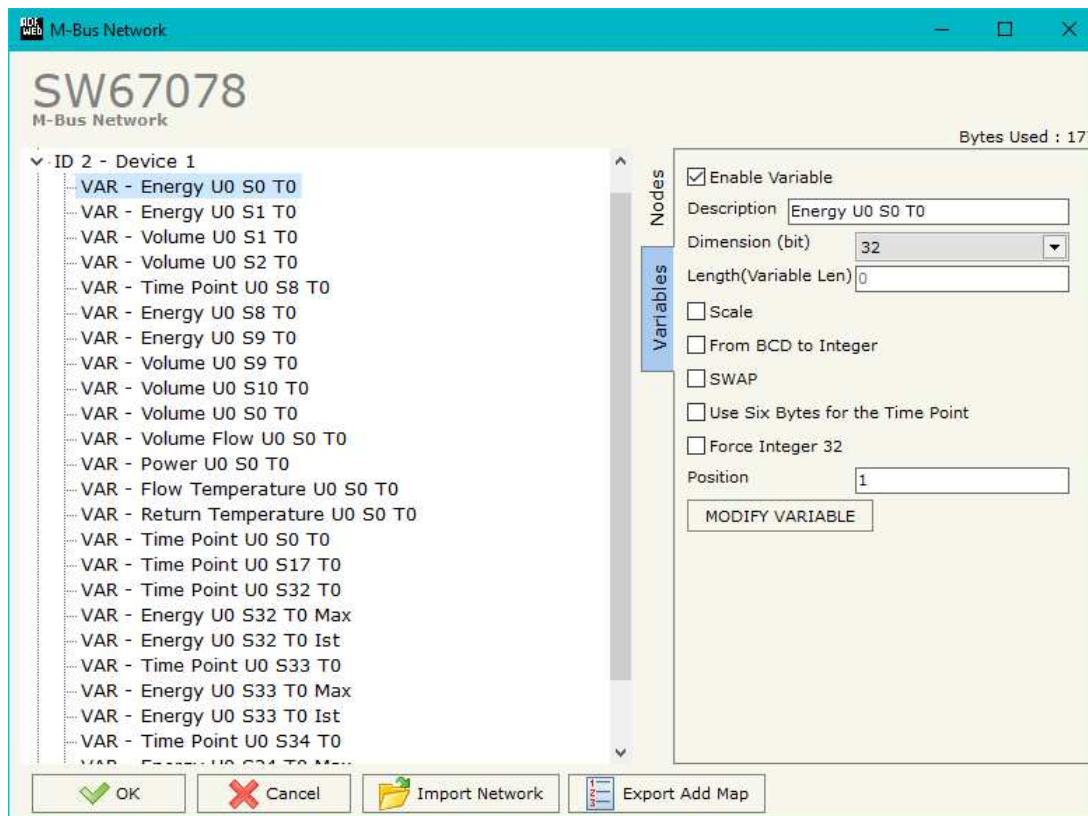 ADF
WEB
M-Bus Network
SW67078
M-Bus Network
Bytes Used : 17
ID 2 - Device 1
VAR - Energy U0 S0 T0
VAR - Energy U0 S1 T0
VAR - Volume U0 S1 T0
VAR - Volume U0 S2 T0
VAR - Time Point U0 S8 T0
VAR - Energy U0 S8 T0
VAR - Energy U0 S9 T0
VAR - Volume U0 S9 T0
VAR - Volume U0 S10 T0
VAR - Volume U0 S0 T0
VAR - Volume Flow U0 S0 T0
VAR - Power U0 S0 T0
VAR - Flow Temperature U0 S0 T0
VAR - Return Temperature U0 S0 T0
VAR - Time Point U0 S0 T0
VAR - Time Point U0 S17 T0
VAR - Time Point U0 S32 T0
VAR - Energy U0 S32 T0 Max
VAR - Energy U0 S32 T0 Ist
VAR - Time Point U0 S33 T0
VAR - Energy U0 S33 T0 Max
VAR - Energy U0 S33 T0 Ist
VAR - Time Point U0 S34 T0
VAR - Energy U0 S34 T0 Max
Nodes
Variables
Enable Variable
Description Energy U0 S0 T0
Dimension (bit) 32
Length(Variable Len) 0
Scale
From BCD to Integer
SWAP
Use Six Bytes for the Time Point
Force Integer 32
Position 1
MODIFY VARIABLE
OK Cancel Import Network Export Add Map